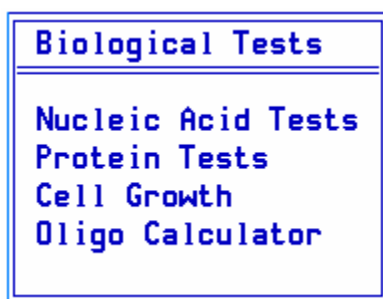 Biological Tests
Nucleic Acid Tests
Protein Tests
Cell Growth
Oligo Calculator